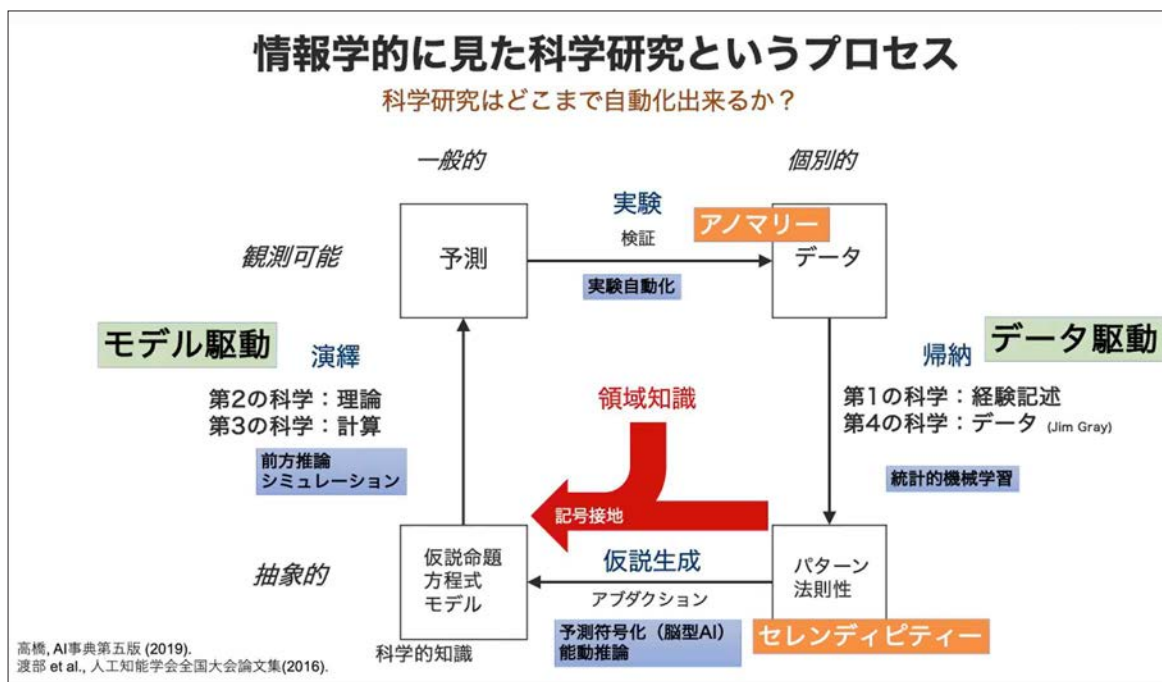 情報学的に見た科学研究というプロセス
科学研究はどこまで自動化出来るか？
一般的
個別的
観測可能
予測
実験
検証
実験自動化
アノマリー
データ
モデル駆動
演繹
第2の科学：理論
第3の科学：計算
前方推論
シミュレーション
領域知識
記号接地
帰納
データ駆動
第1の科学：経験記述
第4の科学：データ (Jim Gray)
統計的機械学習
抽象的
仮説命題
方程式
モデル
科学的知識
仮説生成
アブダクション
予測符号化（脳型AI）
能動推論
パターン
法則性
セレンディピティー
高橋, AI事典第五版 (2019).
渡部 et al., 人工知能学会全国大会論文集(2016).